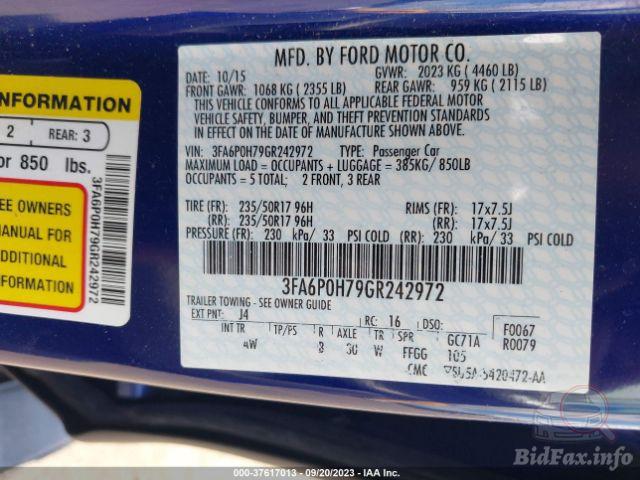 INFORMATION
2 REAR: 3
or 850 lbs.
SEE OWNERS
MANUAL FOR
ADDITIONAL
INFORMATION
3FA6P0H79GR242972
MFD. BY FORD MOTOR CO.
DATE: 10/15 GVWR: 2023 KG ( 4460 LB)
FRONT GAWR: 1068 KG ( 2355 LB) REAR GAWR: 959 KG ( 2115 LB)
THIS VEHICLE CONFORMS TO ALL APPLICABLE FEDERAL MOTOR
VEHICLE SAFETY, BUMPER, AND THEFT PREVENTION STANDARDS
IN EFFECT ON THE DATE OF MANUFACTURE SHOWN ABOVE.
VIN: 3FA6P0H79GR242972 TYPE: Passenger Car
MAXIMUM LOAD = OCCUPANTS + LUGGAGE = 385KG/ 850LB
OCCUPANTS = 5 TOTAL: 2 FRONT, 3 REAR
TIRE (FR): 235/50R17 96H RIMS (FR): 17x7.5J
(RR): 235/50R17 96H (RR): 17x7.5J
PRESSURE (FR): 230 kPa/ 33 PSI COLD (RR): 230 kPa/ 33 PSI COLD
3FA6P0H79GR242972
TRAILER TOWING - SEE OWNER GUIDE
EXT PNT: J4 RC: 16 DSO: F0067
INT TR TP/PS R AXLE TR SPR GC71A R0079
4W 8 30 W FFGG 105
CMC
000-37617013 - 09/20/2023 - IAA Inc.
BidFax.info